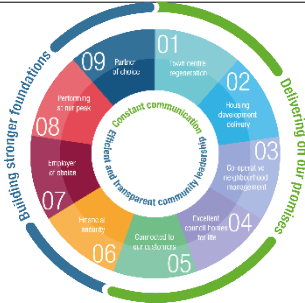 Building stronger foundations
Delivering on our promises
Constant communication
Efficient and transparent community leadership
01
Town centre
regeneration
02
Housing
development
delivery
03
Co-operative
neighbourhood
management
04
Excellent
council homes
for life
05
Connected to
our customers
06
Financial
security
07
Employer
of choice
08
Performing
at our peak
09
Partner
of choice